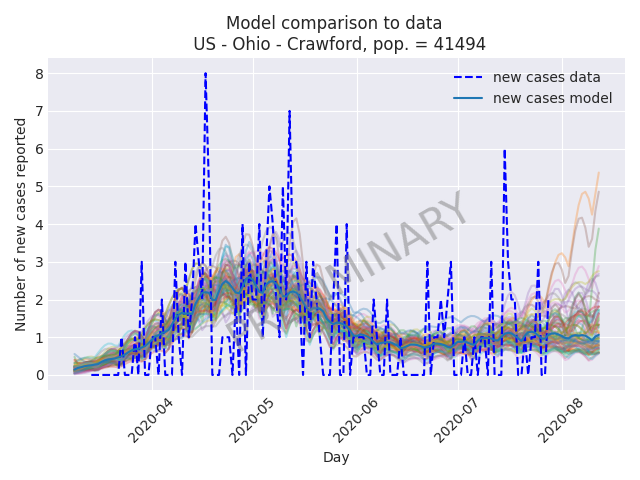 Model comparison to data
US - Ohio - Crawford, pop. = 41494
new cases data
new cases model
Number of new cases reported
8
7
6
5
4
3
2
1
0
2020-04
2020-05
2020-06
2020-07
2020-08
Day